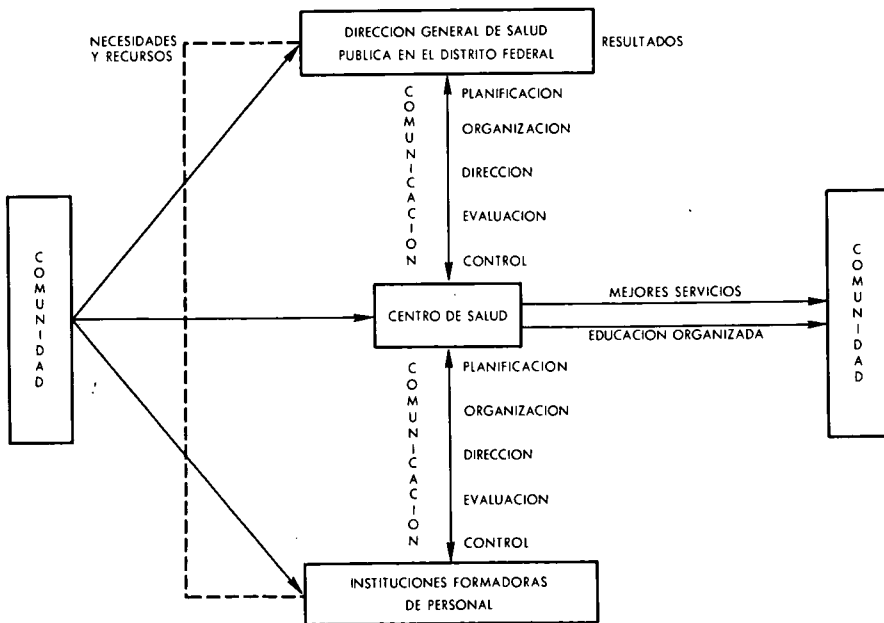 NECESIDADES
Y RECURSOS
DIRECCION GENERAL DE SALUD
PUBLICA EN EL DISTRITO FEDERAL
RESULTADOS
COMUNICACION
PLANIFICACION
ORGANIZACION
DIRECCION
EVALUACION
CONTROL
COMUNIDAD
CENTRO DE SALUD
MEJORES SERVICIOS
EDUCACION ORGANIZADA
COMUNIDAD
COMUNICACION
PLANIFICACION
ORGANIZACION
DIRECCION
EVALUACION
CONTROL
INSTITUCIONES FORMADORAS
DE PERSONAL